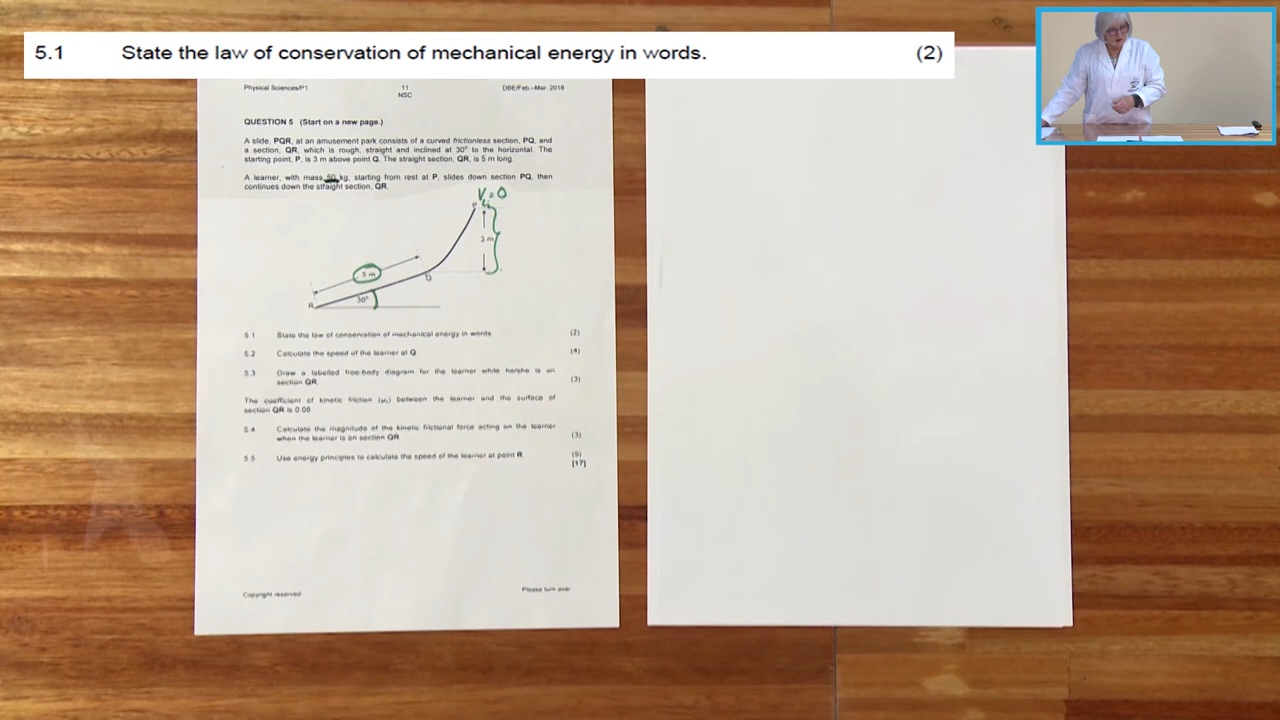 5.1 State the law of conservation of mechanical energy in words. (2)
Physical Sciences/P1 11 DBE/Feb.-Mar. 2018
NSC
QUESTION 5 (Start on a new page.)
A slide, PQR, at an amusement park consists of a curved frictionless section, PQ, and
a section, QR, which is rough, straight and inclined at 30° to the horizontal. The
starting point, P, is 3 m above point Q. The straight section, QR, is 5 m long.
A learner, with mass 50 kg, starting from rest at P, slides down section PQ, then
continues down the straight section, QR.
Vi = 0
P
3 m
5 m
Q
30°
R
5.1 State the law of conservation of mechanical energy in words. (2)
5.2 Calculate the speed of the learner at Q. (4)
5.3 Draw a labelled free-body diagram for the learner while he/she is on
section QR. (3)
The coefficient of kinetic friction (μk) between the learner and the surface of
section QR is 0.08
5.4 Calculate the magnitude of the kinetic frictional force acting on the learner
when the learner is on section QR. (3)
5.5 Use energy principles to calculate the speed of the learner at point R. (5)
[17]
Copyright reserved Please turn over